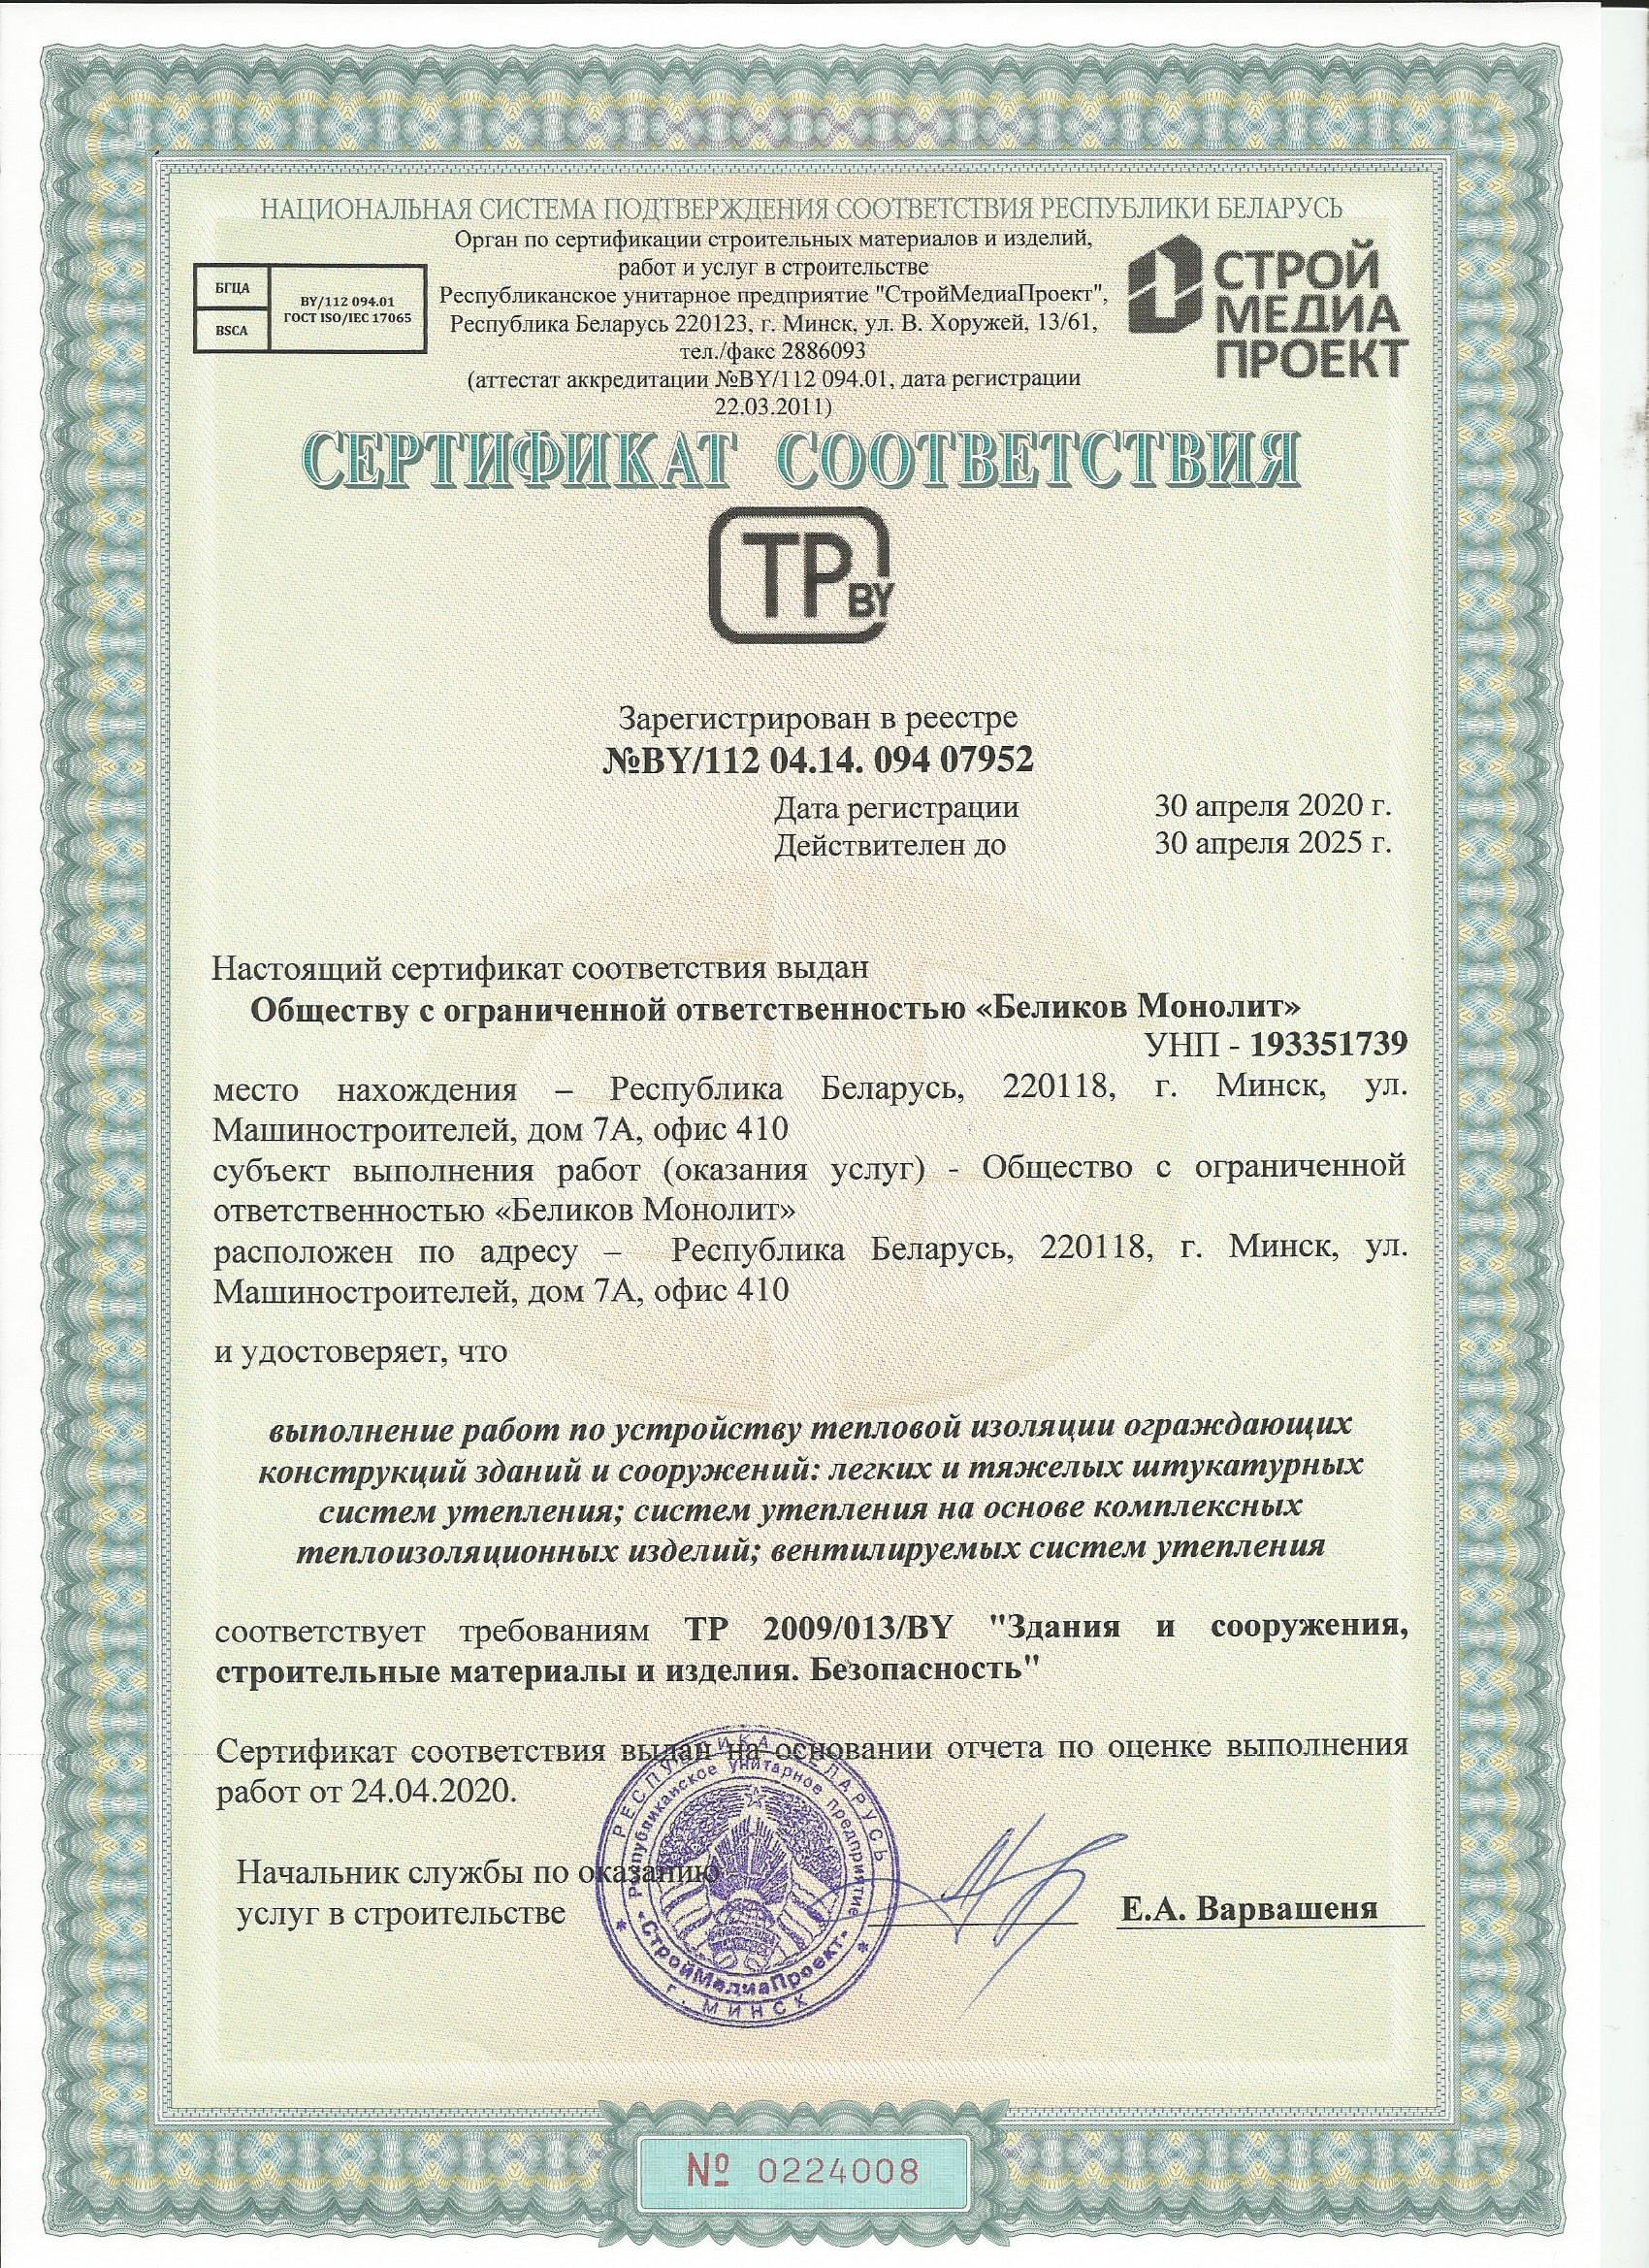 НАЦИОНАЛЬНАЯ СИСТЕМА ПОДТВЕРЖДЕНИЯ СООТВЕТСТВИЯ РЕСПУБЛИКИ БЕЛАРУСЬ
Орган по сертификации строительных материалов и изделий,
работ и услуг в строительстве
Республиканское унитарное предприятие "СтройМедиаПроект",
Республика Беларусь 220123, г. Минск, ул. В. Хоружей, 13/61,
тел./факс 2886093
(аттестат аккредитации №BY/112 094.01, дата регистрации
22.03.2011)
БГЦА
BSCA
BY/112 094.01
ГОСТ ISO/IEC 17065
СТРОЙ
МЕДИА
ПРОЕКТ
СЕРТИФИКАТ СООТВЕТСТВИЯ
ТР BY
Зарегистрирован в реестре
№BY/112 04.14. 094 07952
Дата регистрации 30 апреля 2020 г.
Действителен до 30 апреля 2025 г.
Настоящий сертификат соответствия выдан
Обществу с ограниченной ответственностью «Беликов Монолит»
УНП - 193351739
место нахождения – Республика Беларусь, 220118, г. Минск, ул.
Машиностроителей, дом 7А, офис 410
субъект выполнения работ (оказания услуг) - Общество с ограниченной
ответственностью «Беликов Монолит»
расположен по адресу – Республика Беларусь, 220118, г. Минск, ул.
Машиностроителей, дом 7А, офис 410
и удостоверяет, что
выполнение работ по устройству тепловой изоляции ограждающих
конструкций зданий и сооружений: легких и тяжелых штукатурных
систем утепления; систем утепления на основе комплексных
теплоизоляционных изделий; вентилируемых систем утепления
соответствует требованиям ТР 2009/013/BY "Здания и сооружения,
строительные материалы и изделия. Безопасность"
Сертификат соответствия выдан на основании отчета по оценке выполнения
работ от 24.04.2020.
Начальник службы по оказанию
услуг в строительстве
Е.А. Варвашеня
РЕСПУБЛИКА БЕЛАРУСЬ
Республиканское унитарное предприятие
«СтройМедиаПроект»
г. МИНСК
№ 0224008